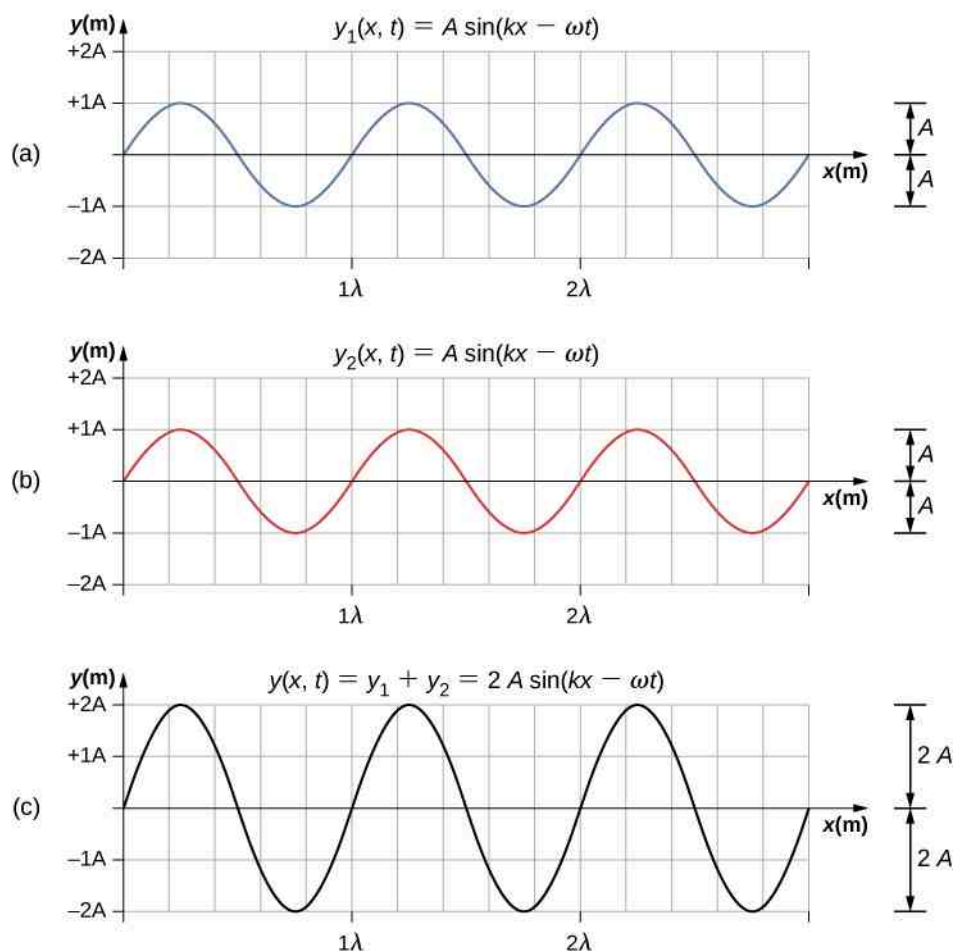 y(m)
y₁(x, t) = A sin(kx − ωt)
+2A
+1A
A
(a)
x(m)
A
–1A
–2A
1λ
2λ
y(m)
y₂(x, t) = A sin(kx − ωt)
+2A
+1A
A
(b)
x(m)
A
–1A
–2A
1λ
2λ
y(m)
y(x, t) = y₁ + y₂ = 2 A sin(kx − ωt)
+2A
+1A
2 A
(c)
x(m)
2 A
–1A
–2A
1λ
2λ